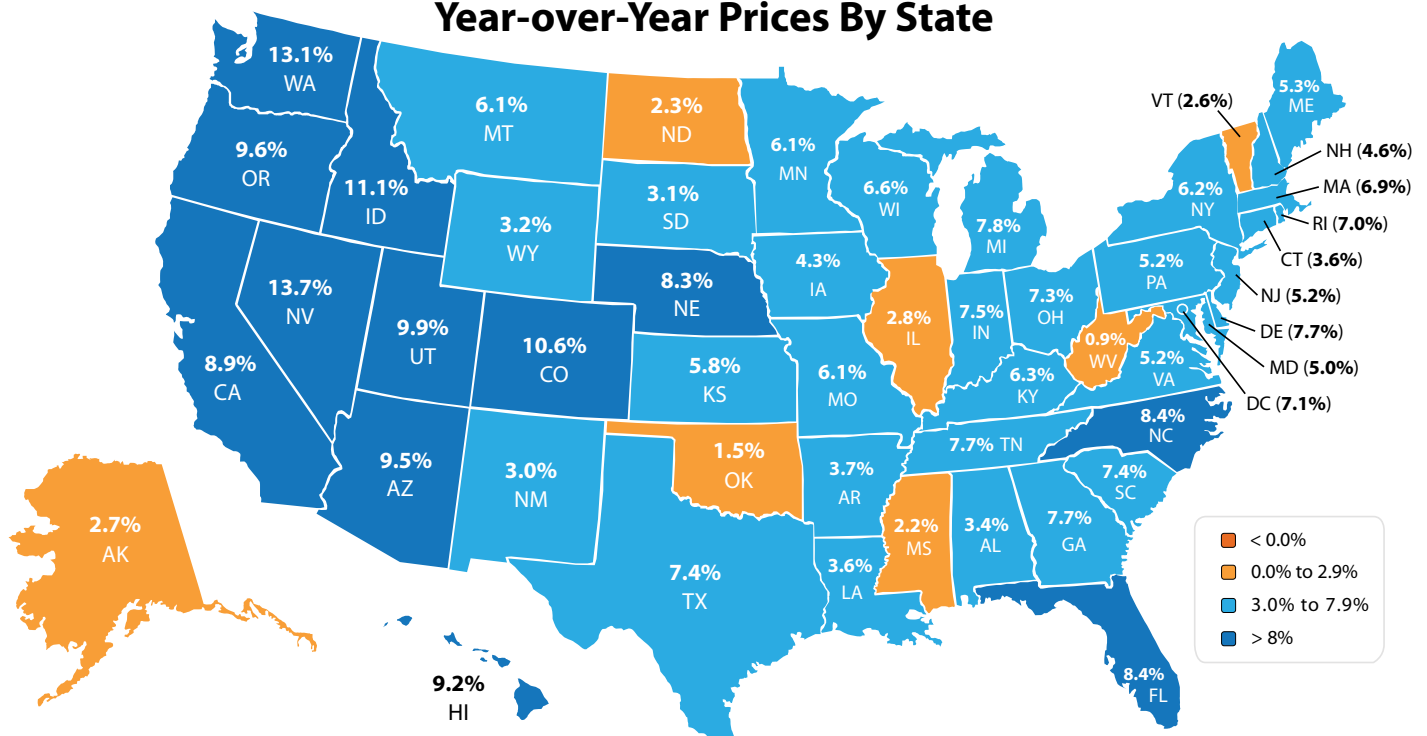 Year-over-Year Prices By State
13.1%
WA
9.6%
OR
11.1%
ID
6.1%
MT
2.3%
ND
6.1%
MN
3.1%
SD
3.2%
WY
6.6%
WI
7.8%
MI
6.2%
NY
VT (2.6%)
5.3%
ME
NH (4.6%)
MA (6.9%)
RI (7.0%)
CT (3.6%)
NJ (5.2%)
DE (7.7%)
MD (5.0%)
DC (7.1%)
13.7%
NV
8.9%
CA
9.9%
UT
10.6%
CO
8.3%
NE
4.3%
IA
2.8%
IL
7.5%
IN
7.3%
OH
5.2%
PA
0.9%
WV
5.2%
VA
5.8%
KS
6.1%
MO
6.3%
KY
8.4%
NC
7.7% TN
9.5%
AZ
3.0%
NM
1.5%
OK
3.7%
AR
7.4%
SC
2.2%
MS
3.4%
AL
7.7%
GA
7.4%
TX
3.6%
LA
8.4%
FL
2.7%
AK
9.2%
HI
< 0.0%
0.0% to 2.9%
3.0% to 7.9%
> 8%